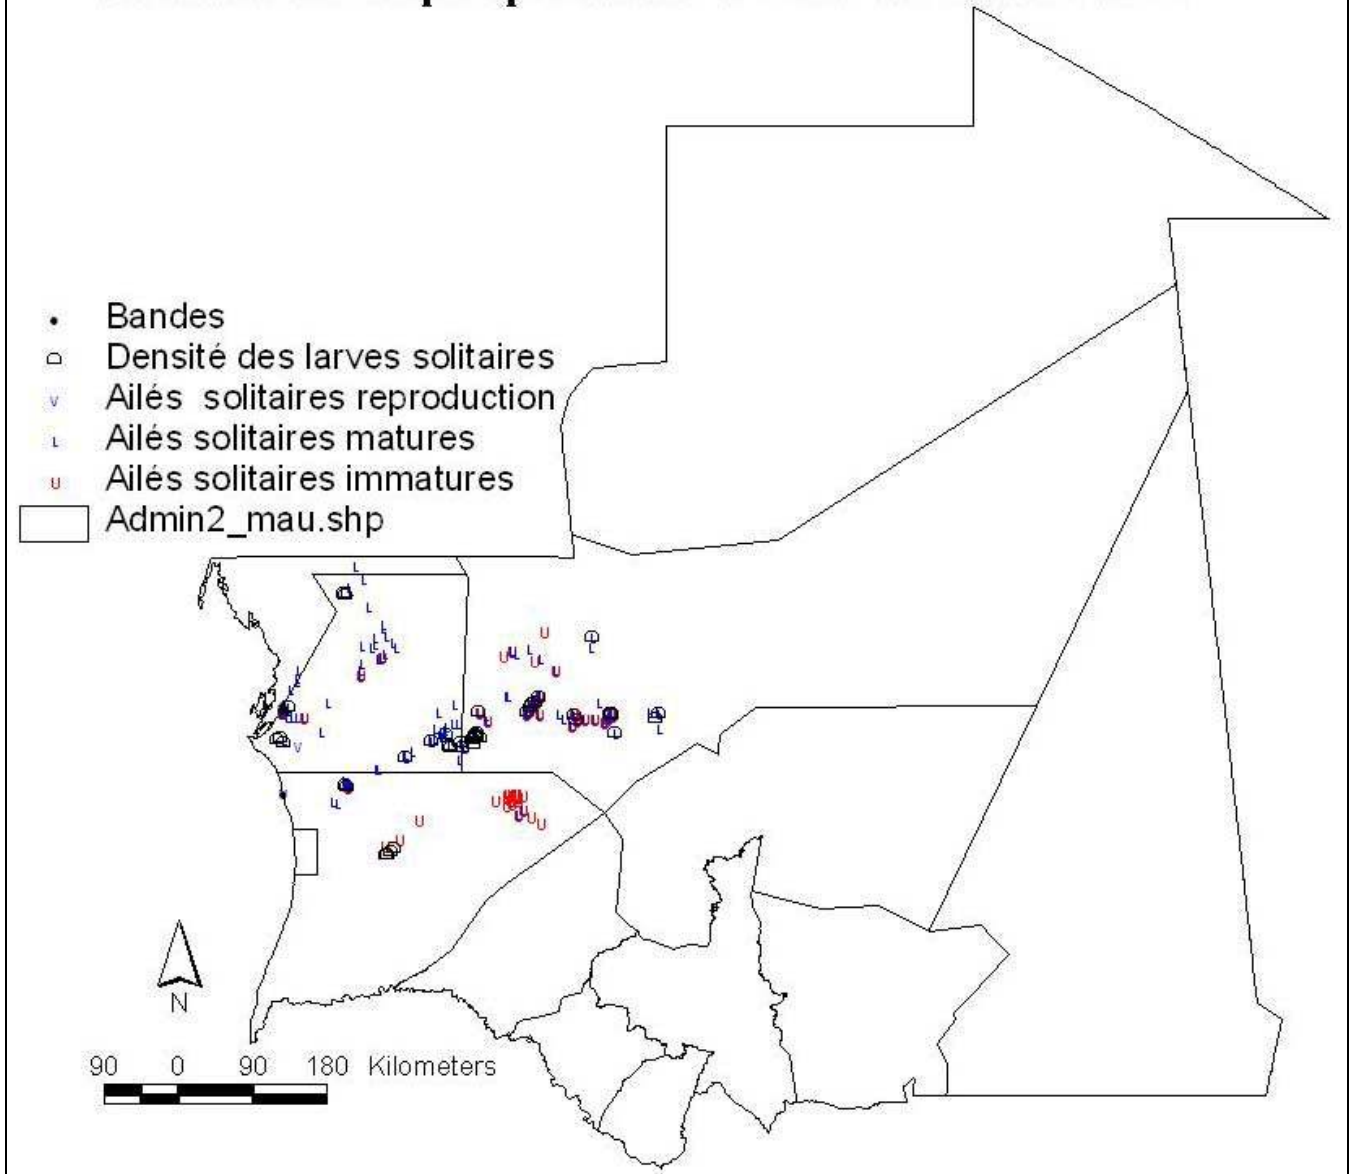 Bandes
Densité des larves solitaires
Ailés solitaires reproduction
Ailés solitaires matures
Ailés solitaires immatures
Admin2_mau.shp
N
90 0 90 180 Kilometers